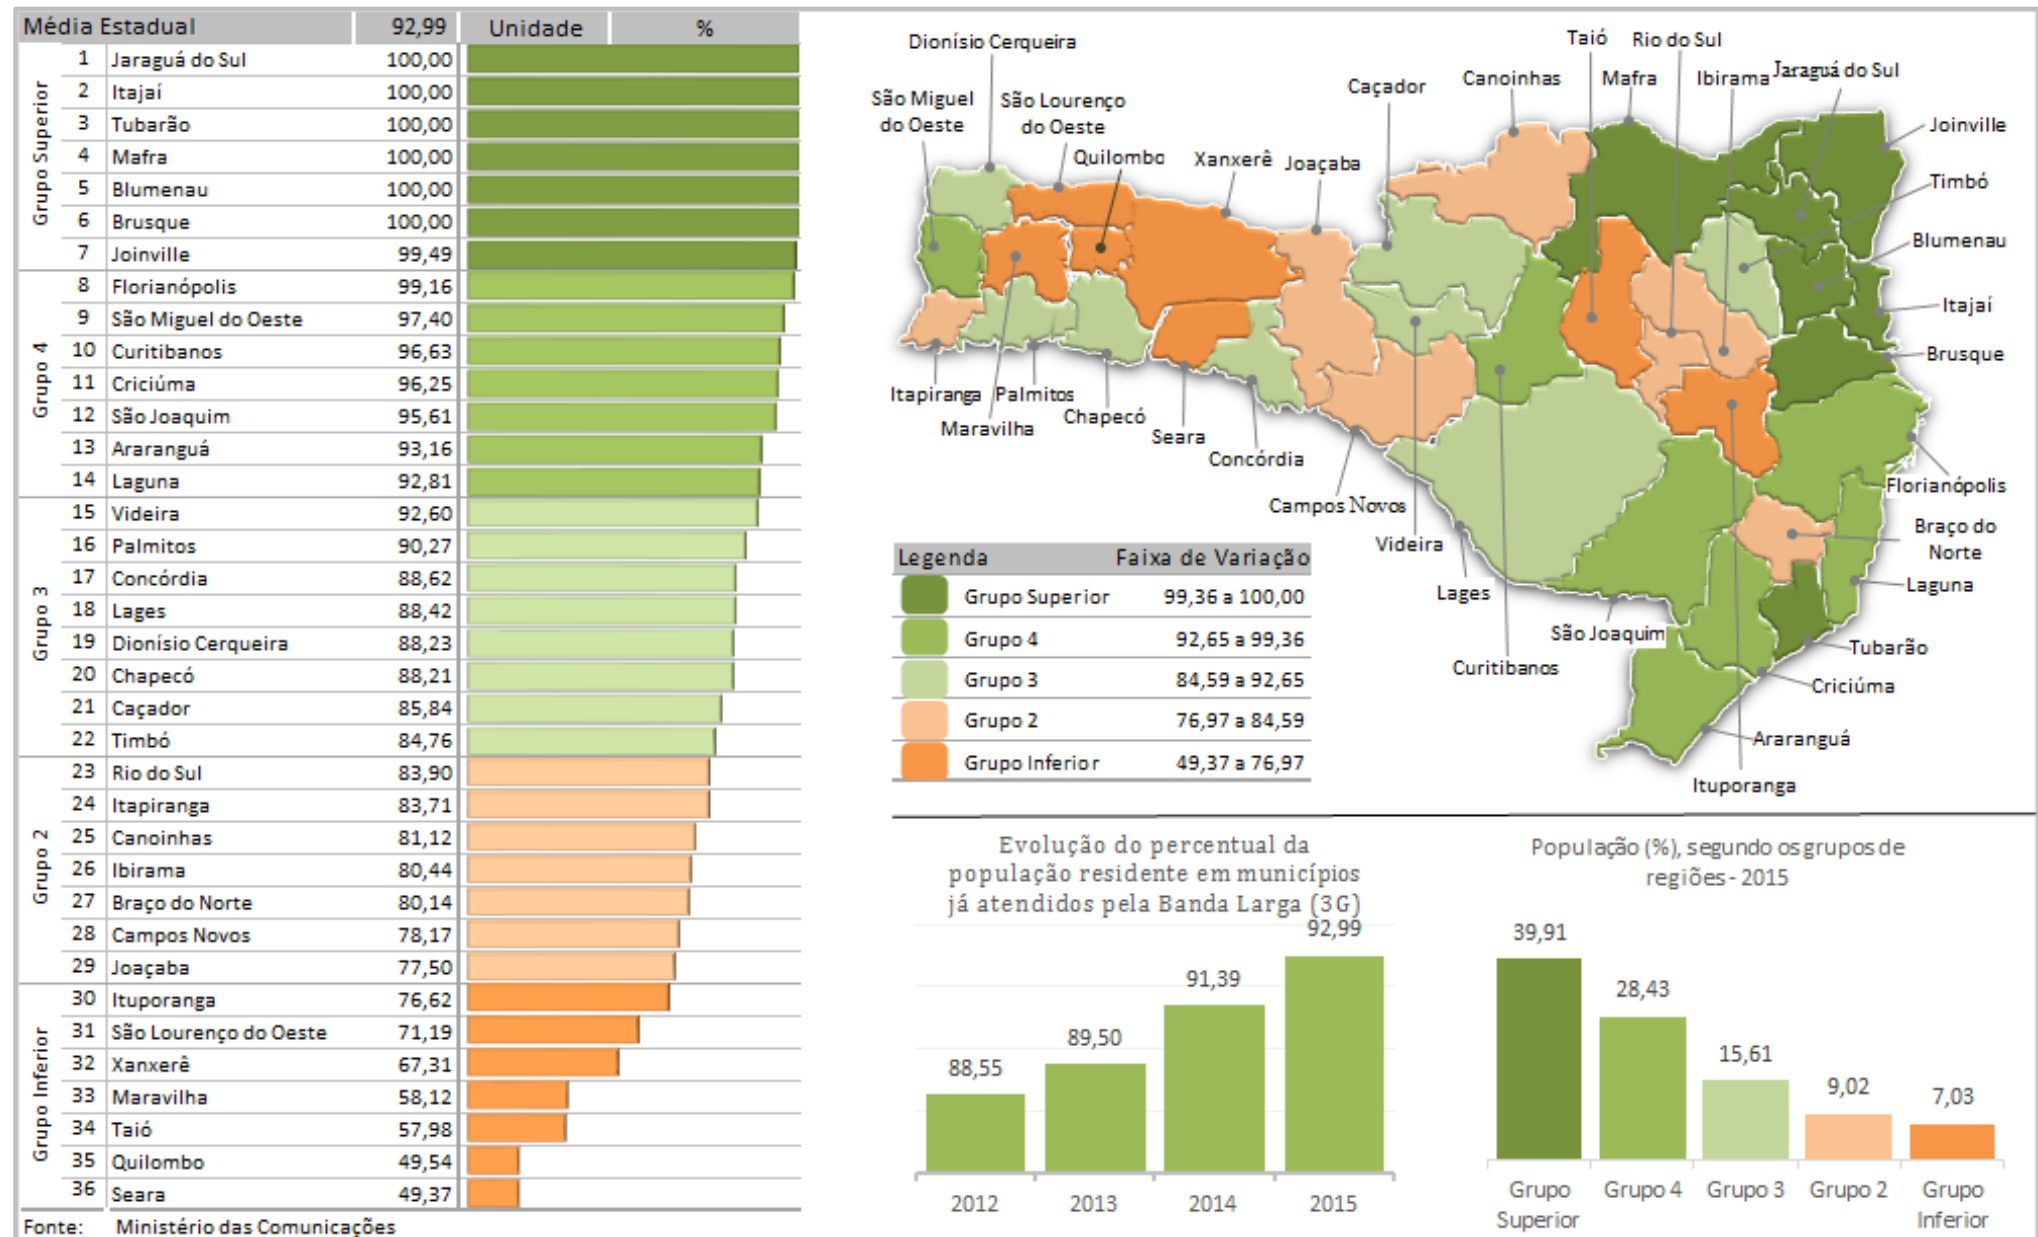 Média Estadual 92,99 Unidade %
Grupo Superior
1 Jaraguá do Sul 100,00
2 Itajaí 100,00
3 Tubarão 100,00
4 Mafra 100,00
5 Blumenau 100,00
6 Brusque 100,00
7 Joinville 99,49
Grupo 4
8 Florianópolis 99,16
9 São Miguel do Oeste 97,40
10 Curitibanos 96,63
11 Criciúma 96,25
12 São Joaquim 95,61
13 Araranguá 93,16
14 Laguna 92,81
Grupo 3
15 Videira 92,60
16 Palmitos 90,27
17 Concórdia 88,62
18 Lages 88,42
19 Dionísio Cerqueira 88,23
20 Chapecó 88,21
21 Caçador 85,84
22 Timbó 84,76
Grupo 2
23 Rio do Sul 83,90
24 Itapiranga 83,71
25 Canoinhas 81,12
26 Ibirama 80,44
27 Braço do Norte 80,14
28 Campos Novos 78,17
29 Joaçaba 77,50
Grupo Inferior
30 Ituporanga 76,62
31 São Lourenço do Oeste 71,19
32 Xanxerê 67,31
33 Maravilha 58,12
34 Taió 57,98
35 Quilombo 49,54
36 Seara 49,37
Fonte: Ministério das Comunicações
Dionísio Cerqueira
São Miguel
do Oeste
São Lourenço
do Oeste
Quilombo
Xanxerê
Joaçaba
Caçador
Canoinhas
Taió
Mafra
Rio do Sul
Ibirama
Jaraguá do Sul
Joinville
Timbó
Blumenau
Itajaí
Brusque
Florianópolis
Braço do
Norte
Laguna
Tubarão
Criciúma
Araranguá
Ituporanga
São Joaquim
Curitibanos
Lages
Videira
Campos Novos
Concórdia
Seara
Chapecó
Palmitos
Maravilha
Itapiranga
Legenda Faixa de Variação
Grupo Superior 99,36 a 100,00
Grupo 4 92,65 a 99,36
Grupo 3 84,59 a 92,65
Grupo 2 76,97 a 84,59
Grupo Inferior 49,37 a 76,97
Evolução do percentual da
população residente em municípios
já atendidos pela Banda Larga (3G)
88,55
89,50
91,39
92,99
2012 2013 2014 2015
População (%), segundo os grupos de
regiões - 2015
39,91
28,43
15,61
9,02
7,03
Grupo
Superior
Grupo 4
Grupo 3
Grupo 2
Grupo
Inferior